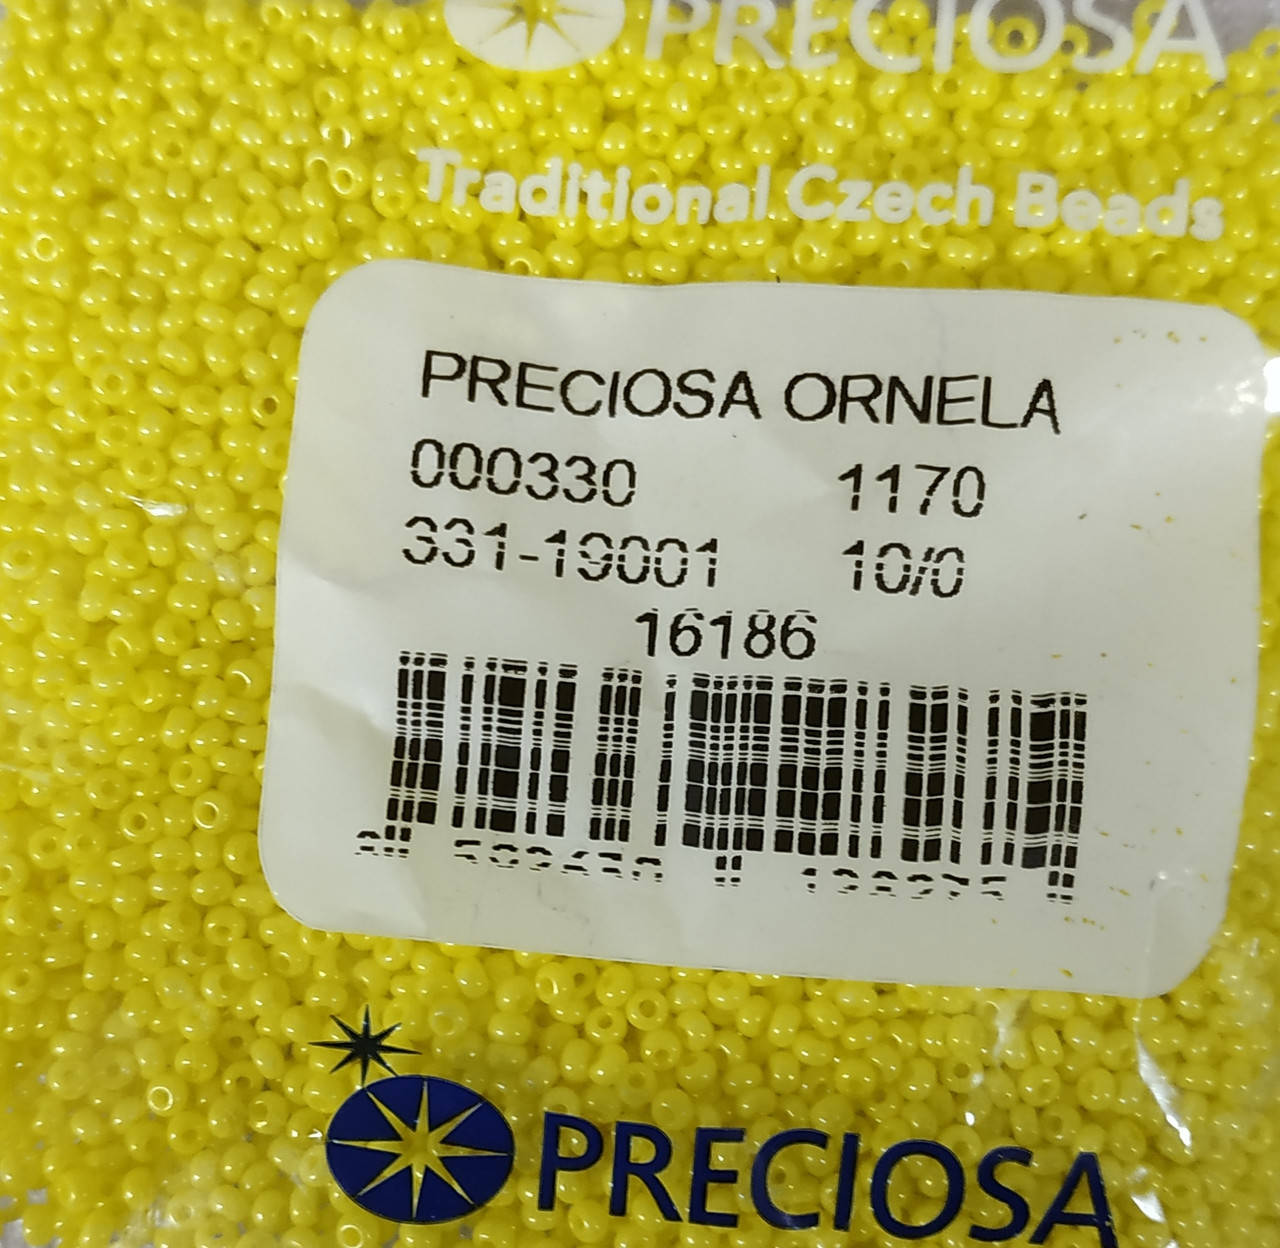 PRECIOSA
Traditional Czech Beads
PRECIOSA ORNELA
000330 1170
331-19001 10/0
16186
PRECIOSA